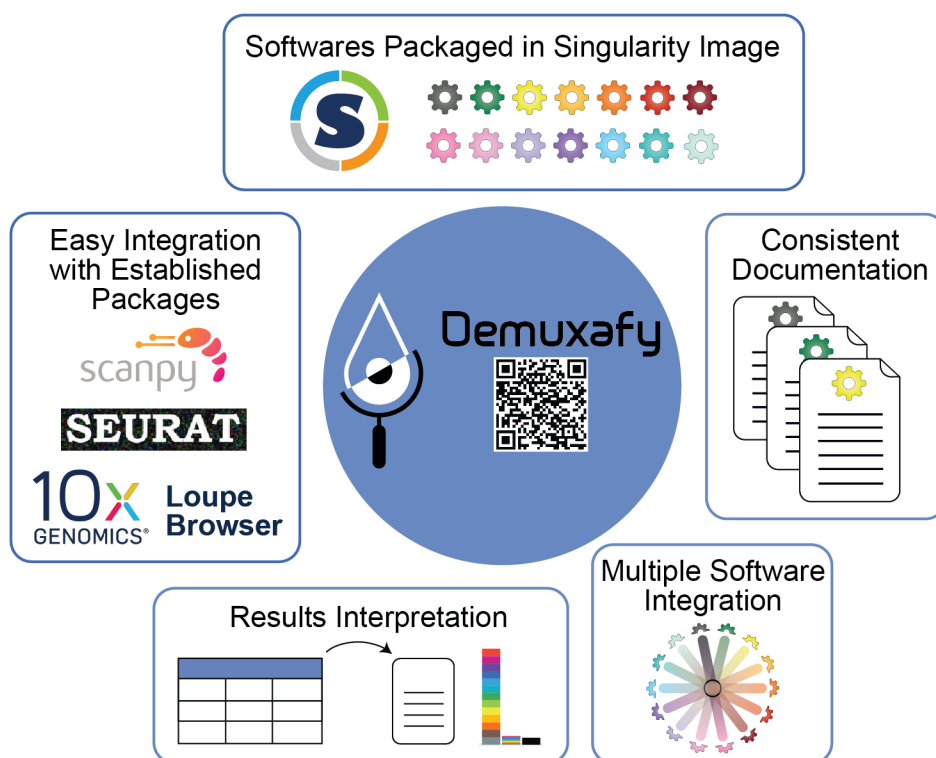 Softwares Packaged in Singularity Image
S
Easy Integration
with Established
Packages
scanpy
SEURAT
10x
GENOMICS®
Loupe
Browser
Demuxafy
Consistent
Documentation
Results Interpretation
Multiple Software
Integration